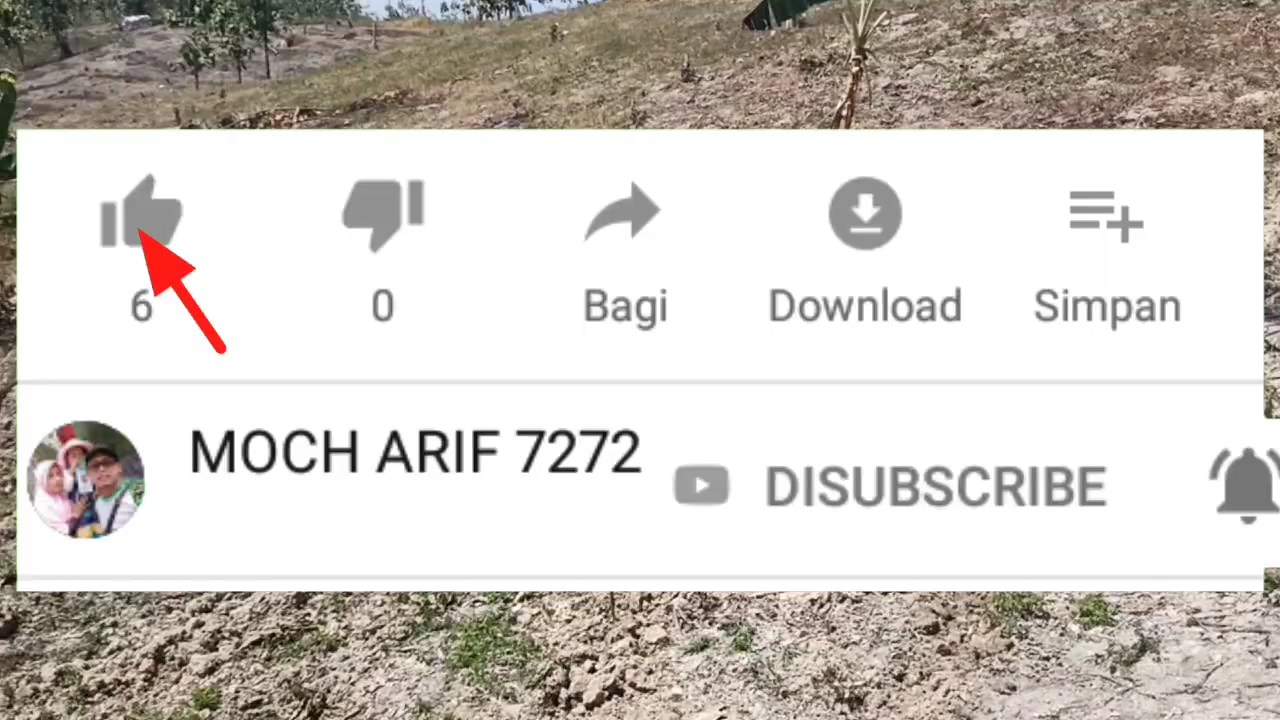 6
0
Bagi
Download
Simpan
MOCH ARIF 7272
DISUBSCRIBE